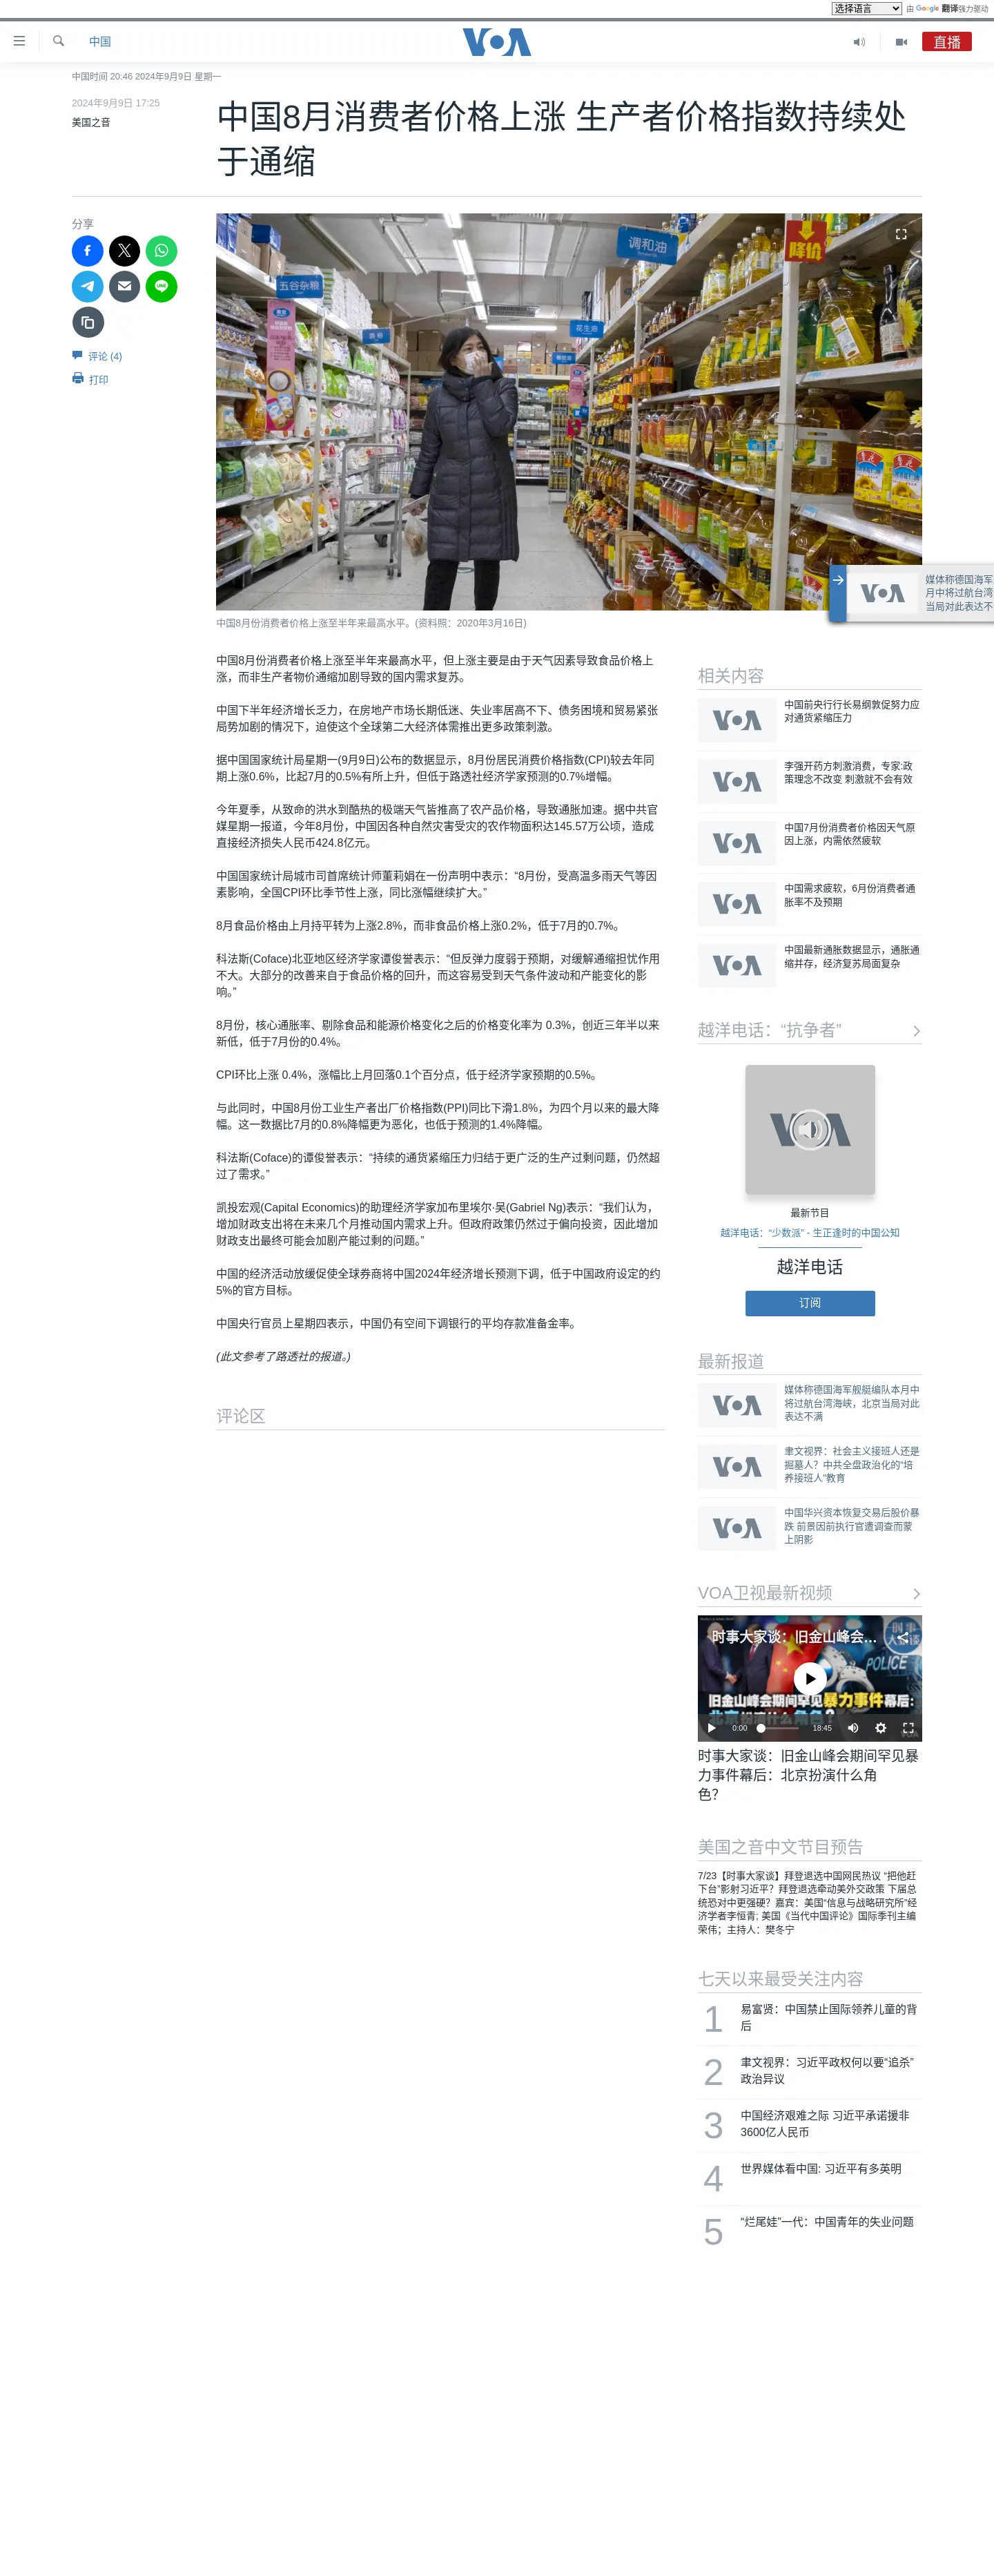 选择语言
由 Google 翻译强力驱动
中国
VOA
直播
中国时间 20:46 2024年9月9日 星期一
2024年9月9日 17:25
美国之音
中国8月消费者价格上涨 生产者价格指数持续处
于通缩
分享
评论 (4)
打印
调和油
降价
五谷杂粮
花生油
中国8月份消费者价格上涨至半年来最高水平。(资料照：2020年3月16日)
VOA
媒体称德国海军
月中将过航台湾
当局对此表达不
中国8月份消费者价格上涨至半年来最高水平，但上涨主要是由于天气因素导致食品价格上
涨，而非生产者物价通缩加剧导致的国内需求复苏。
中国下半年经济增长乏力，在房地产市场长期低迷、失业率居高不下、债务困境和贸易紧张
局势加剧的情况下，迫使这个全球第二大经济体需推出更多政策刺激。
据中国国家统计局星期一(9月9日)公布的数据显示，8月份居民消费价格指数(CPI)较去年同
期上涨0.6%，比起7月的0.5%有所上升，但低于路透社经济学家预测的0.7%增幅。
今年夏季，从致命的洪水到酷热的极端天气皆推高了农产品价格，导致通胀加速。据中共官
媒星期一报道，今年8月份，中国因各种自然灾害受灾的农作物面积达145.57万公顷，造成
直接经济损失人民币424.8亿元。
中国国家统计局城市司首席统计师董莉娟在一份声明中表示：“8月份，受高温多雨天气等因
素影响，全国CPI环比季节性上涨，同比涨幅继续扩大。”
8月食品价格由上月持平转为上涨2.8%，而非食品价格上涨0.2%，低于7月的0.7%。
科法斯(Coface)北亚地区经济学家谭俊誉表示：“但反弹力度弱于预期，对缓解通缩担忧作用
不大。大部分的改善来自于食品价格的回升，而这容易受到天气条件波动和产能变化的影
响。”
8月份，核心通胀率、剔除食品和能源价格变化之后的价格变化率为 0.3%，创近三年半以来
新低，低于7月份的0.4%。
CPI环比上涨 0.4%，涨幅比上月回落0.1个百分点，低于经济学家预期的0.5%。
与此同时，中国8月份工业生产者出厂价格指数(PPI)同比下滑1.8%，为四个月以来的最大降
幅。这一数据比7月的0.8%降幅更为恶化，也低于预测的1.4%降幅。
科法斯(Coface)的谭俊誉表示：“持续的通货紧缩压力归结于更广泛的生产过剩问题，仍然超
过了需求。”
凯投宏观(Capital Economics)的助理经济学家加布里埃尔·吴(Gabriel Ng)表示：“我们认为，
增加财政支出将在未来几个月推动国内需求上升。但政府政策仍然过于偏向投资，因此增加
财政支出最终可能会加剧产能过剩的问题。”
中国的经济活动放缓促使全球券商将中国2024年经济增长预测下调，低于中国政府设定的约
5%的官方目标。
中国央行官员上星期四表示，中国仍有空间下调银行的平均存款准备金率。
(此文参考了路透社的报道。)
评论区
相关内容
VOA
中国前央行行长易纲敦促努力应
对通货紧缩压力
VOA
李强开药方刺激消费，专家:政
策理念不改变 刺激就不会有效
VOA
中国7月份消费者价格因天气原
因上涨，内需依然疲软
VOA
中国需求疲软，6月份消费者通
胀率不及预期
VOA
中国最新通胀数据显示，通胀通
缩并存，经济复苏局面复杂
越洋电话：“抗争者”
VOA
最新节目
越洋电话：“少数派” - 生正逢时的中国公知
越洋电话
订阅
最新报道
VOA
媒体称德国海军舰艇编队本月中
将过航台湾海峡，北京当局对此
表达不满
VOA
聿文视界：社会主义接班人还是
掘墓人？中共全盘政治化的“培
养接班人”教育
VOA
中国华兴资本恢复交易后股价暴
跌 前景因前执行官遭调查而蒙
上阴影
VOA卫视最新视频
时事大家谈：旧金山峰会...
POLICE
旧金山峰会期间罕见暴力事件幕后:
北京扮演什么角色?
0:00
18:45
时事大家谈：旧金山峰会期间罕见暴
力事件幕后：北京扮演什么角
色？
美国之音中文节目预告
7/23【时事大家谈】拜登退选中国网民热议 “把他赶
下台”影射习近平？拜登退选牵动美外交政策 下届总
统恐对中更强硬？嘉宾：美国“信息与战略研究所”经
济学者李恒青; 美国《当代中国评论》国际季刊主编
荣伟；主持人：樊冬宁
七天以来最受关注内容
1
易富贤：中国禁止国际领养儿童的背
后
2
聿文视界：习近平政权何以要“追杀”
政治异议
3
中国经济艰难之际 习近平承诺援非
3600亿人民币
4
世界媒体看中国: 习近平有多英明
5
“烂尾娃”一代：中国青年的失业问题